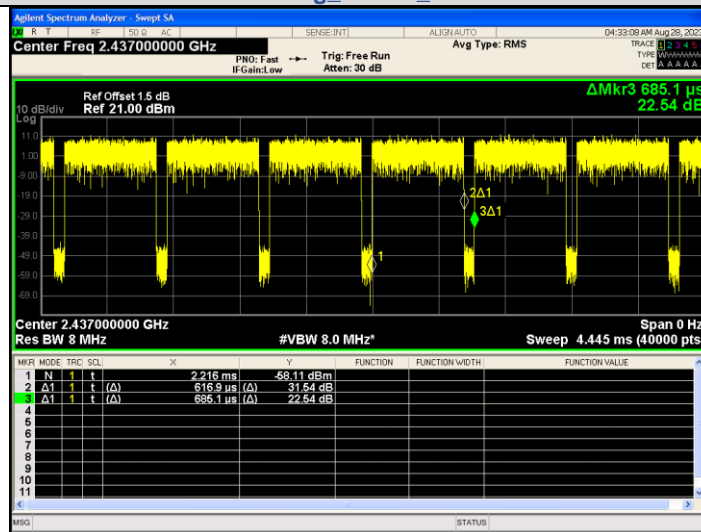 Agilent Spectrum Analyzer - Swept SA
R T RF 50 Ω AC SENSE:INT ALIGN AUTO 04:33:08 AM Aug 28, 2023
Center Freq 2.437000000 GHz Avg Type: RMS TRACE 1 2 3 4 5
PNO: Fast Trig: Free Run TYPE
IFGain:Low Atten: 30 dB DET A A A A A
ΔMkr3 685.1 µs
22.54 dB
Ref Offset 1.5 dB
10 dB/div Ref 21.00 dBm
Log
11.0
1.00
-9.00
-19.0
2Δ1
-29.0
3Δ1
-39.0
-49.0
1
-59.0
-69.0
Center 2.437000000 GHz Span 0 Hz
Res BW 8 MHz #VBW 8.0 MHz* Sweep 4.445 ms (40000 pts
MKR MODE TRC SCL X Y FUNCTION FUNCTION WIDTH FUNCTION VALUE
1 N 1 t 2.216 ms -58.11 dBm
2 Δ1 1 t (Δ) 616.9 µs (Δ) 31.54 dB
3 Δ1 1 t (Δ) 685.1 µs (Δ) 22.54 dB
4
5
6
7
8
9
10
11
MSG STATUS